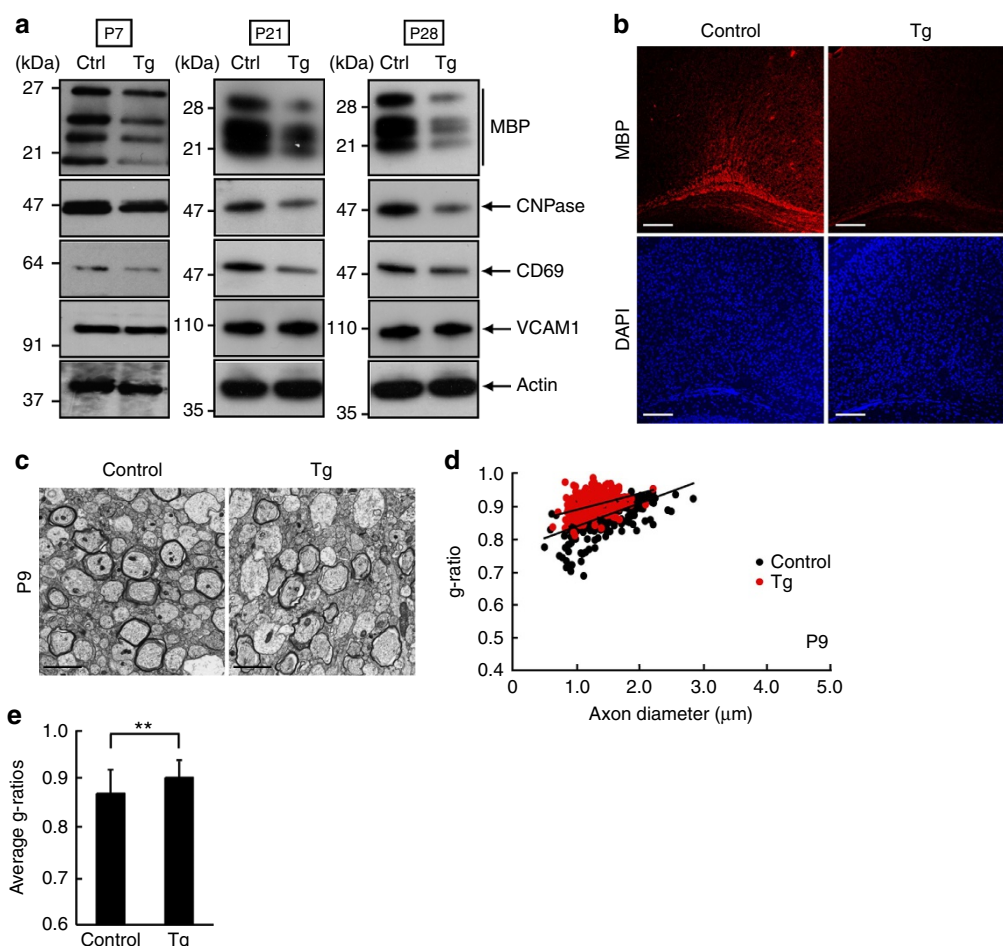 a
P7
P21
P28
(kDa) Ctrl Tg (kDa) Ctrl Tg (kDa) Ctrl Tg
27
21
28
21
28
21
MBP
47
47
47
CNPase
64
47
47
CD69
91
110
110
VCAM1
37
35
35
Actin
b
Control
Tg
MBP
DAPI
c
Control
Tg
P9
d
1.0
0.9
0.8
0.7
0.6
0.5
0.4
g-ratio
Control
Tg
P9
0 1.0 2.0 3.0 4.0 5.0
Axon diameter (μm)
e
**
1.0
0.9
0.8
0.7
0.6
Average g-ratios
Control Tg